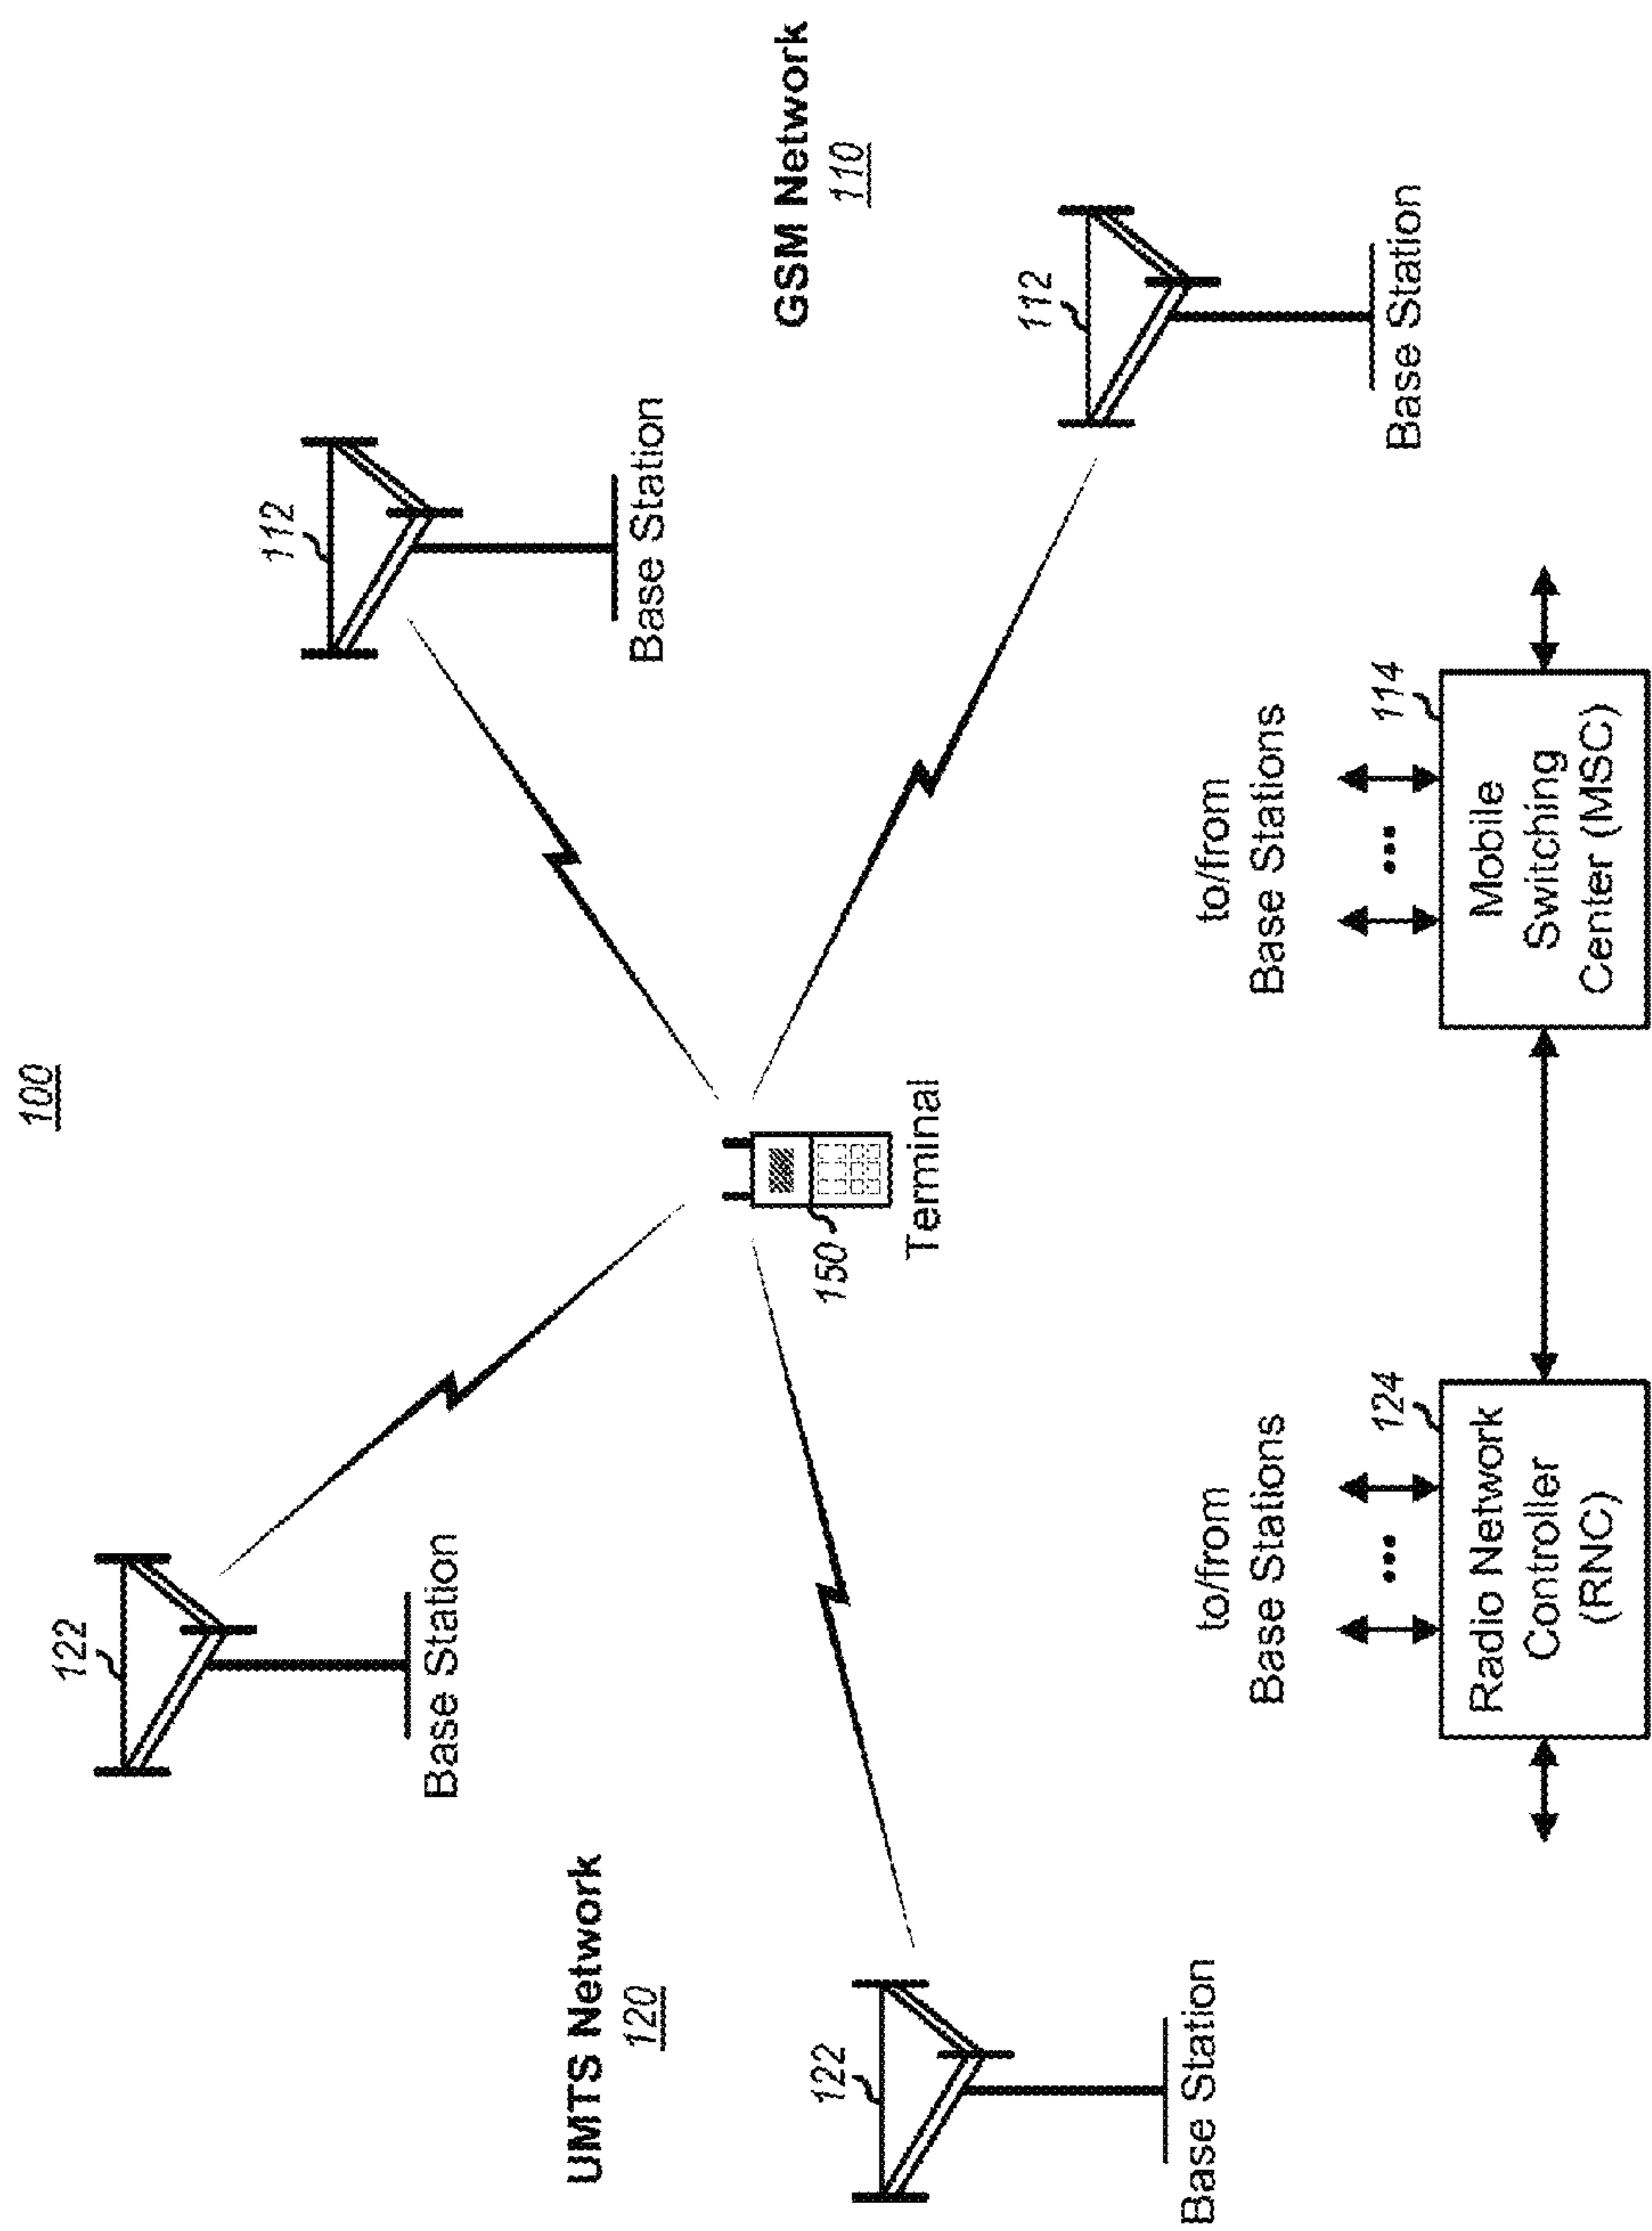 100
122
Base Station
112
Base Station
UMTS Network
120
GSM Network
110
122
Base Station
150
Terminal
112
Base Station
to/from
Base Stations
124
Radio Network
Controller
(RNC)
to/from
Base Stations
114
Mobile
Switching
Center (MSC)